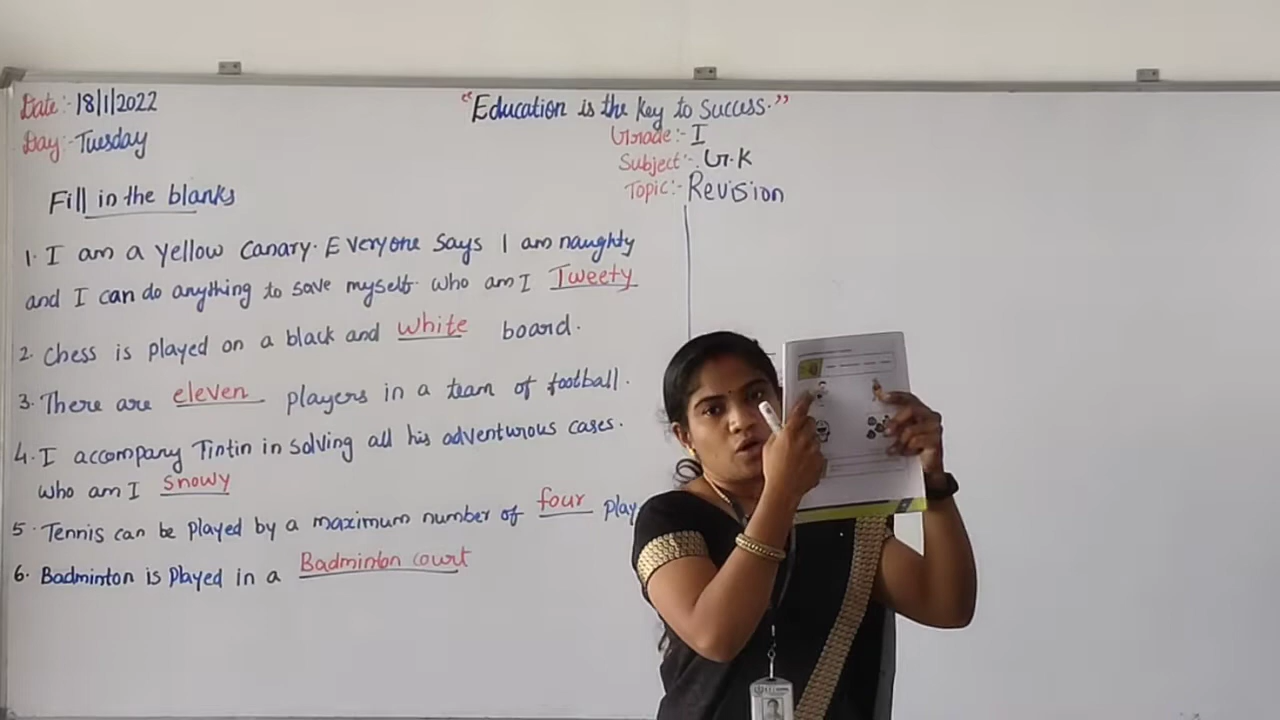 Date:- 18/1/2022
Day:- Tuesday
"Education is the key to success."
Grade:- I
Subject:- G.K
Topic:- Revision
Fill in the blanks
1. I am a yellow canary. Everyone says I am naughty
and I can do anything to save myself. who am I Tweety
2. Chess is played on a black and white board.
3. There are eleven players in a team of football.
4. I accompany Tintin in solving all his adventurous cases.
who am I Snowy
5. Tennis can be played by a maximum number of four play
6. Badminton is played in a Badminton court